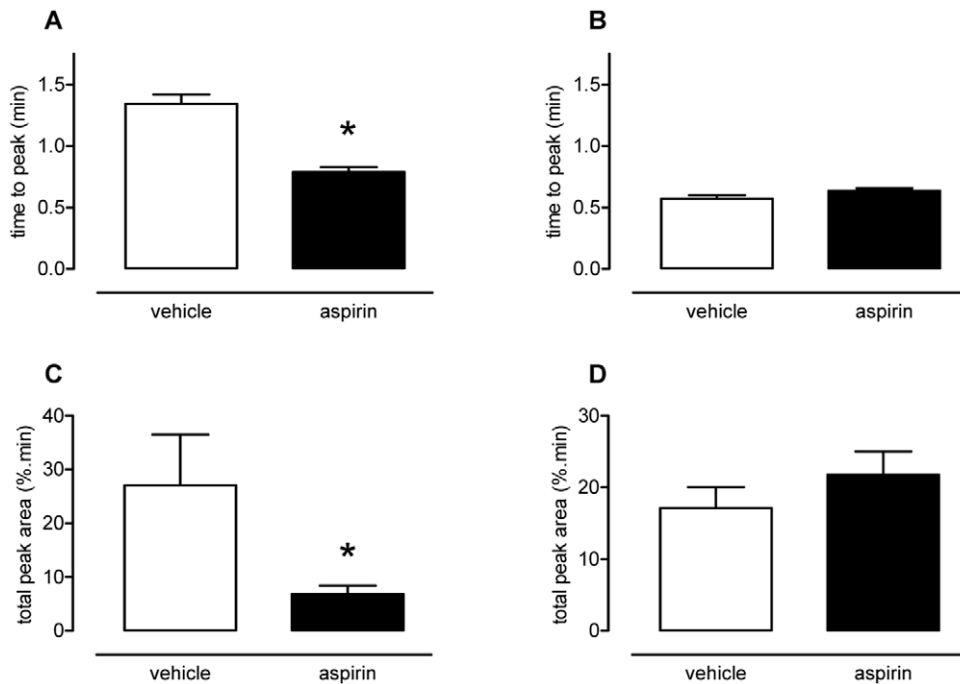 A
time to peak (min)
1.5
1.0
0.5
0.0
*
vehicle aspirin
B
time to peak (min)
1.5
1.0
0.5
0.0
vehicle aspirin
C
total peak area (%.min)
40
30
20
10
0
*
vehicle aspirin
D
total peak area (%.min)
30
20
10
0
vehicle aspirin